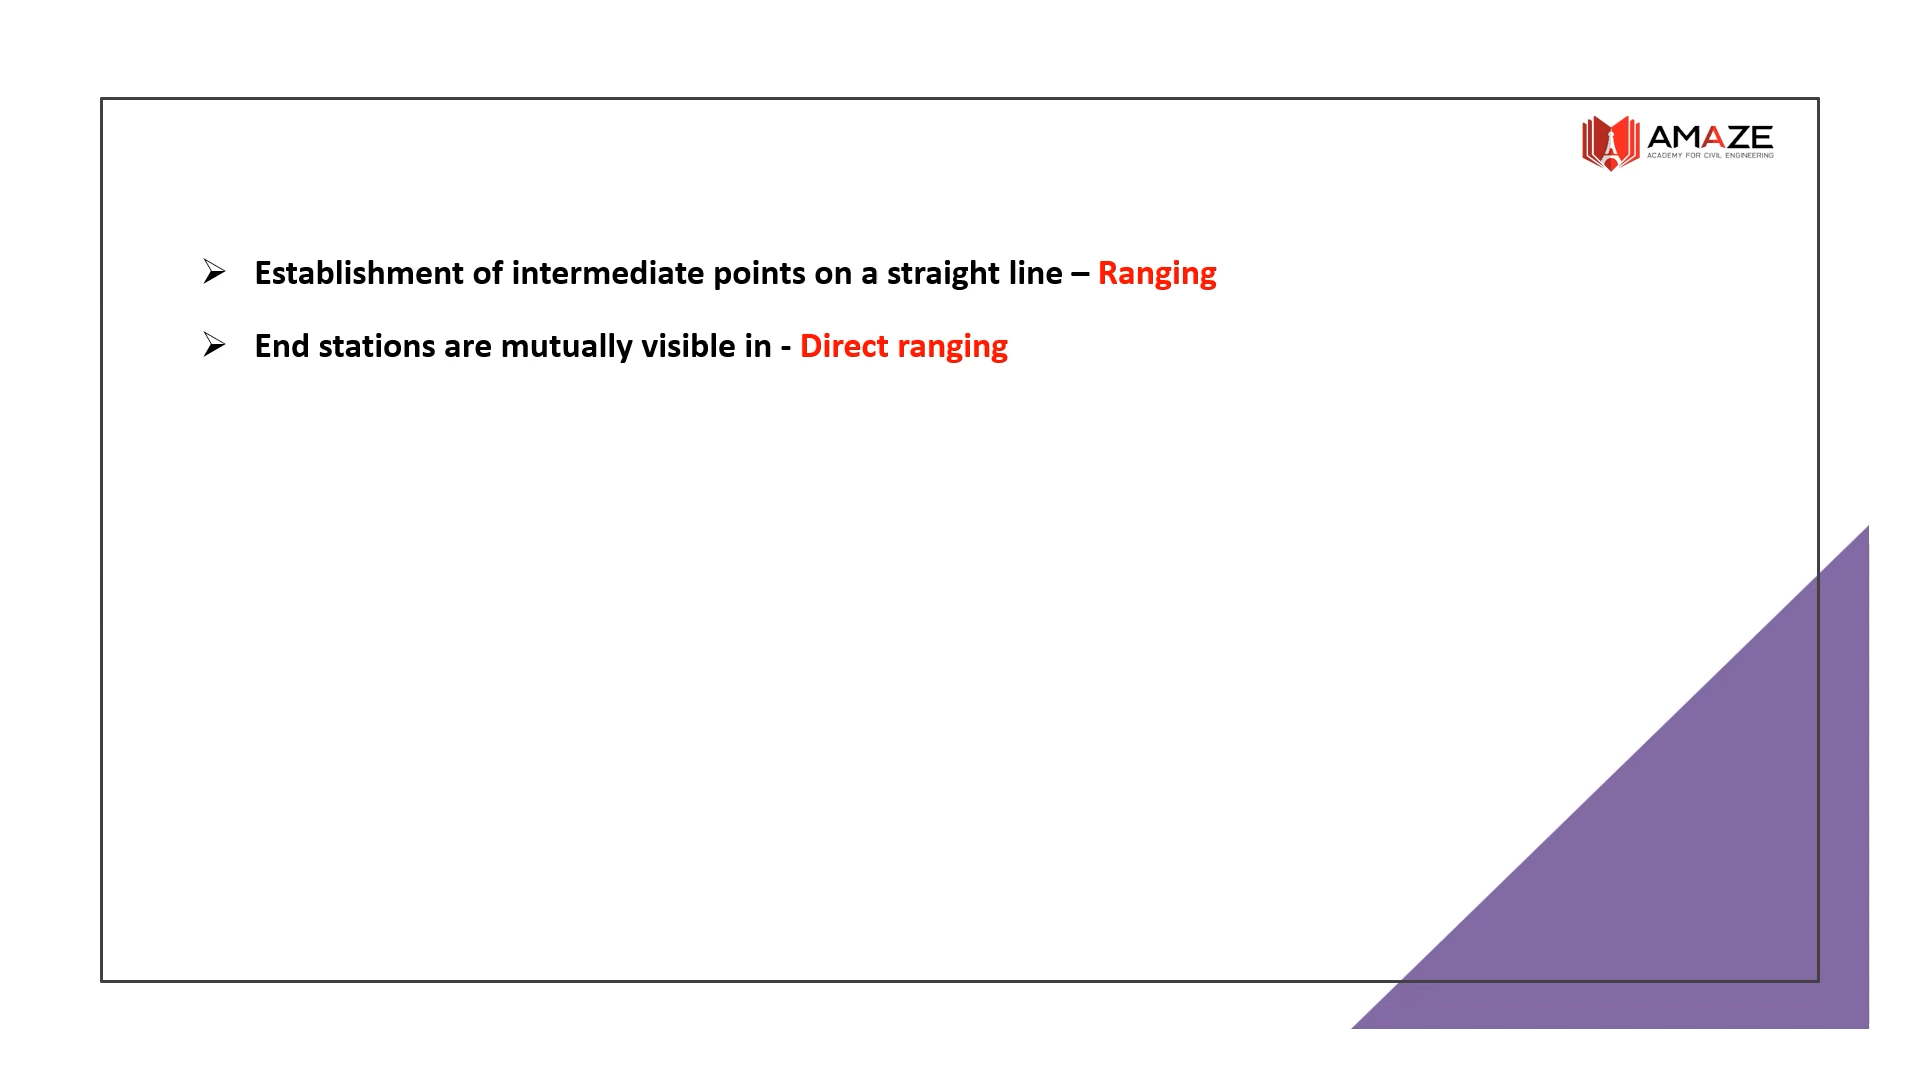 AMAZE
ACADEMY FOR CIVIL ENGINEERING
Establishment of intermediate points on a straight line – Ranging
End stations are mutually visible in - Direct ranging